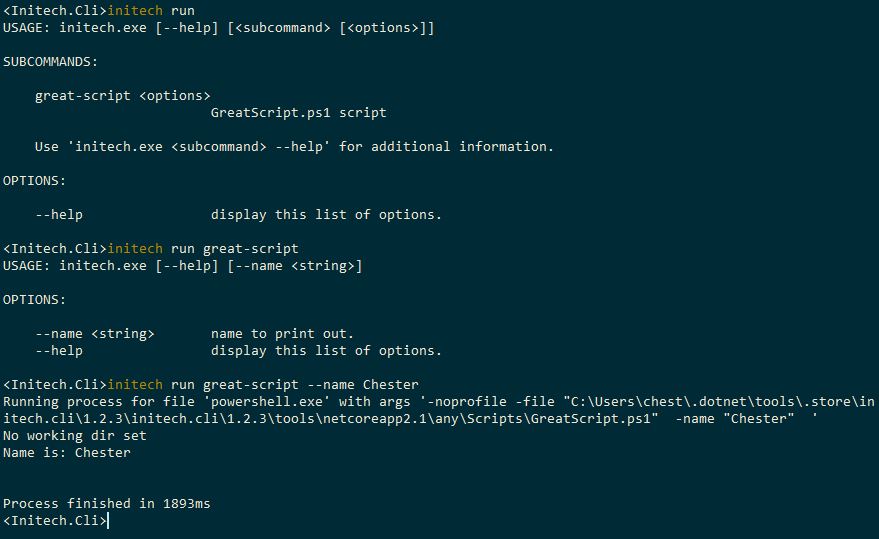 <Initech.Cli>initech run
USAGE: initech.exe [--help] [<subcommand> [<options>]]
SUBCOMMANDS:
great-script <options>
GreatScript.ps1 script
Use 'initech.exe <subcommand> --help' for additional information.
OPTIONS:
--help display this list of options.
<Initech.Cli>initech run great-script
USAGE: initech.exe [--help] [--name <string>]
OPTIONS:
--name <string> name to print out.
--help display this list of options.
<Initech.Cli>initech run great-script --name Chester
Running process for file 'powershell.exe' with args '-noprofile -file "C:\Users\chest\.dotnet\tools\.store\in
itech.cli\1.2.3\initech.cli\1.2.3\tools\netcoreapp2.1\any\Scripts\GreatScript.ps1"  -name "Chester"  '
No working dir set
Name is: Chester
Process finished in 1893ms
<Initech.Cli>